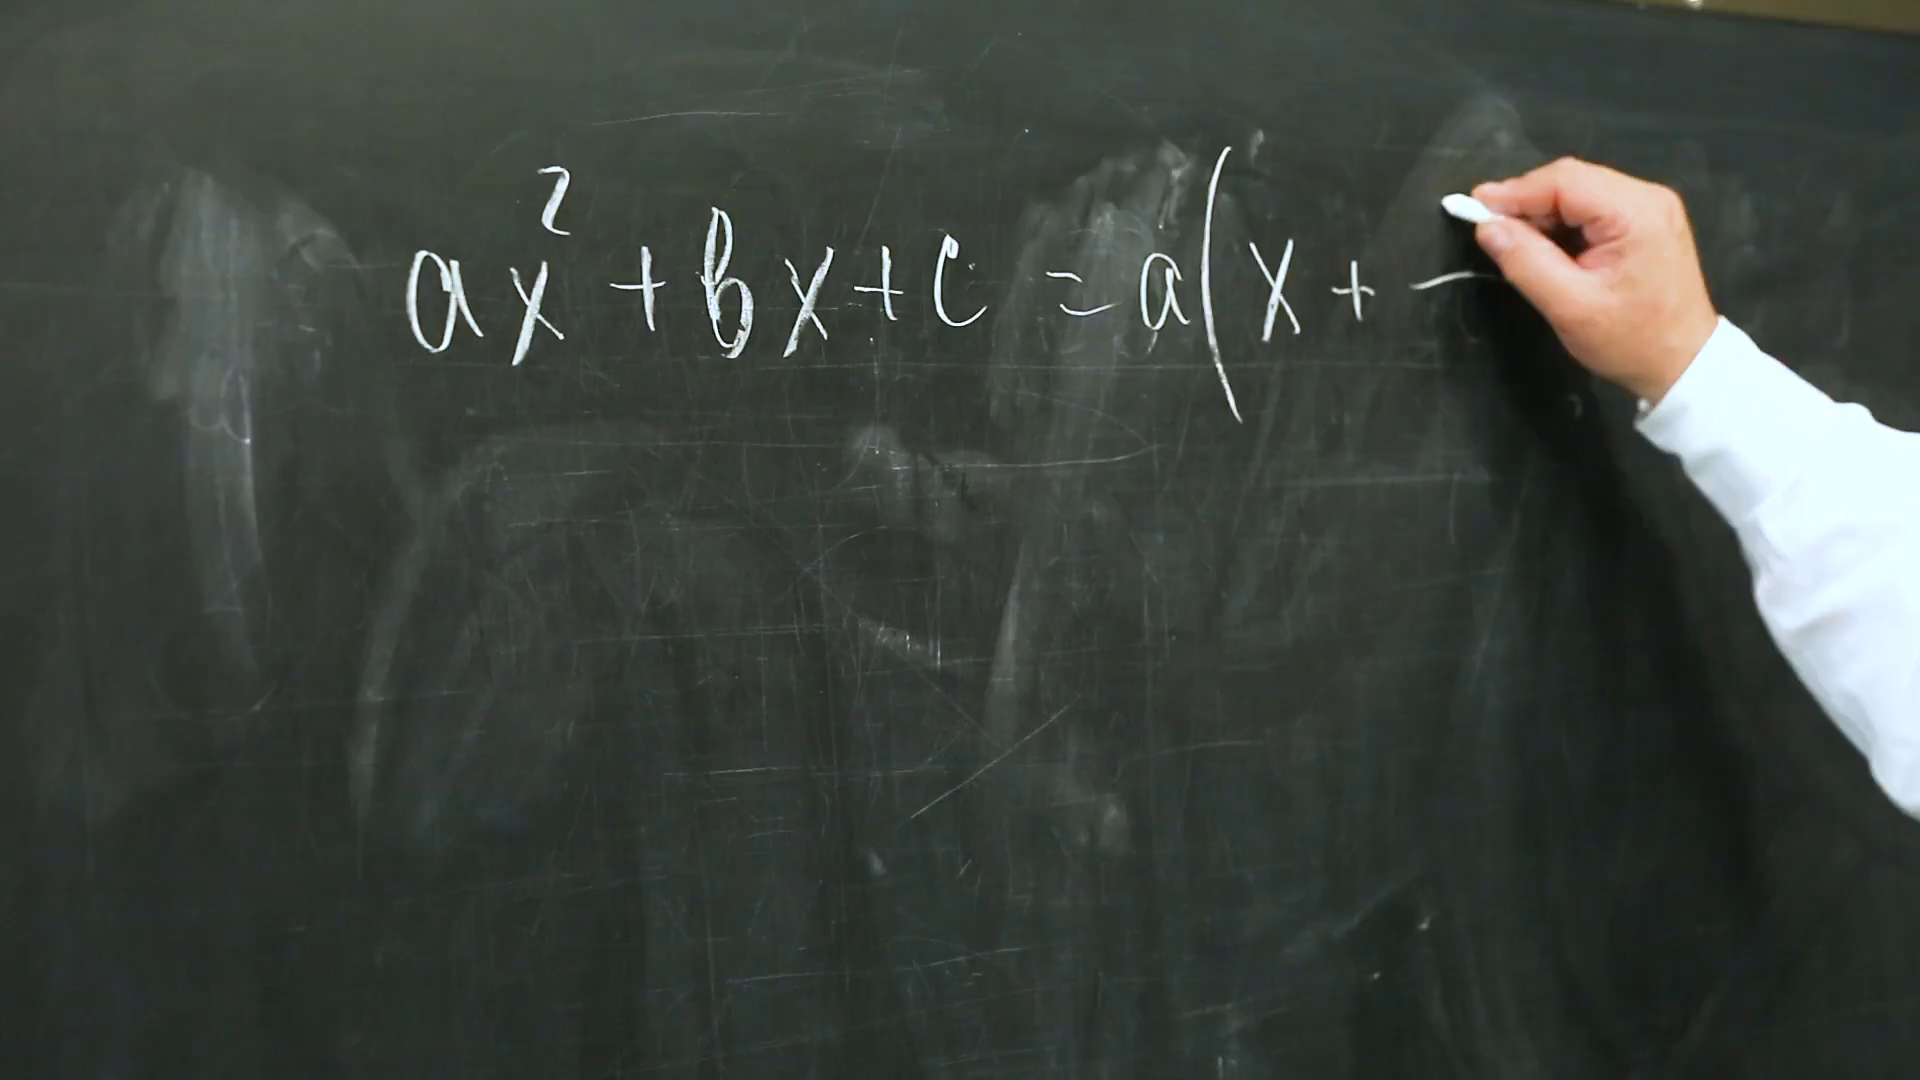 ax² + bx + c = a(x + —